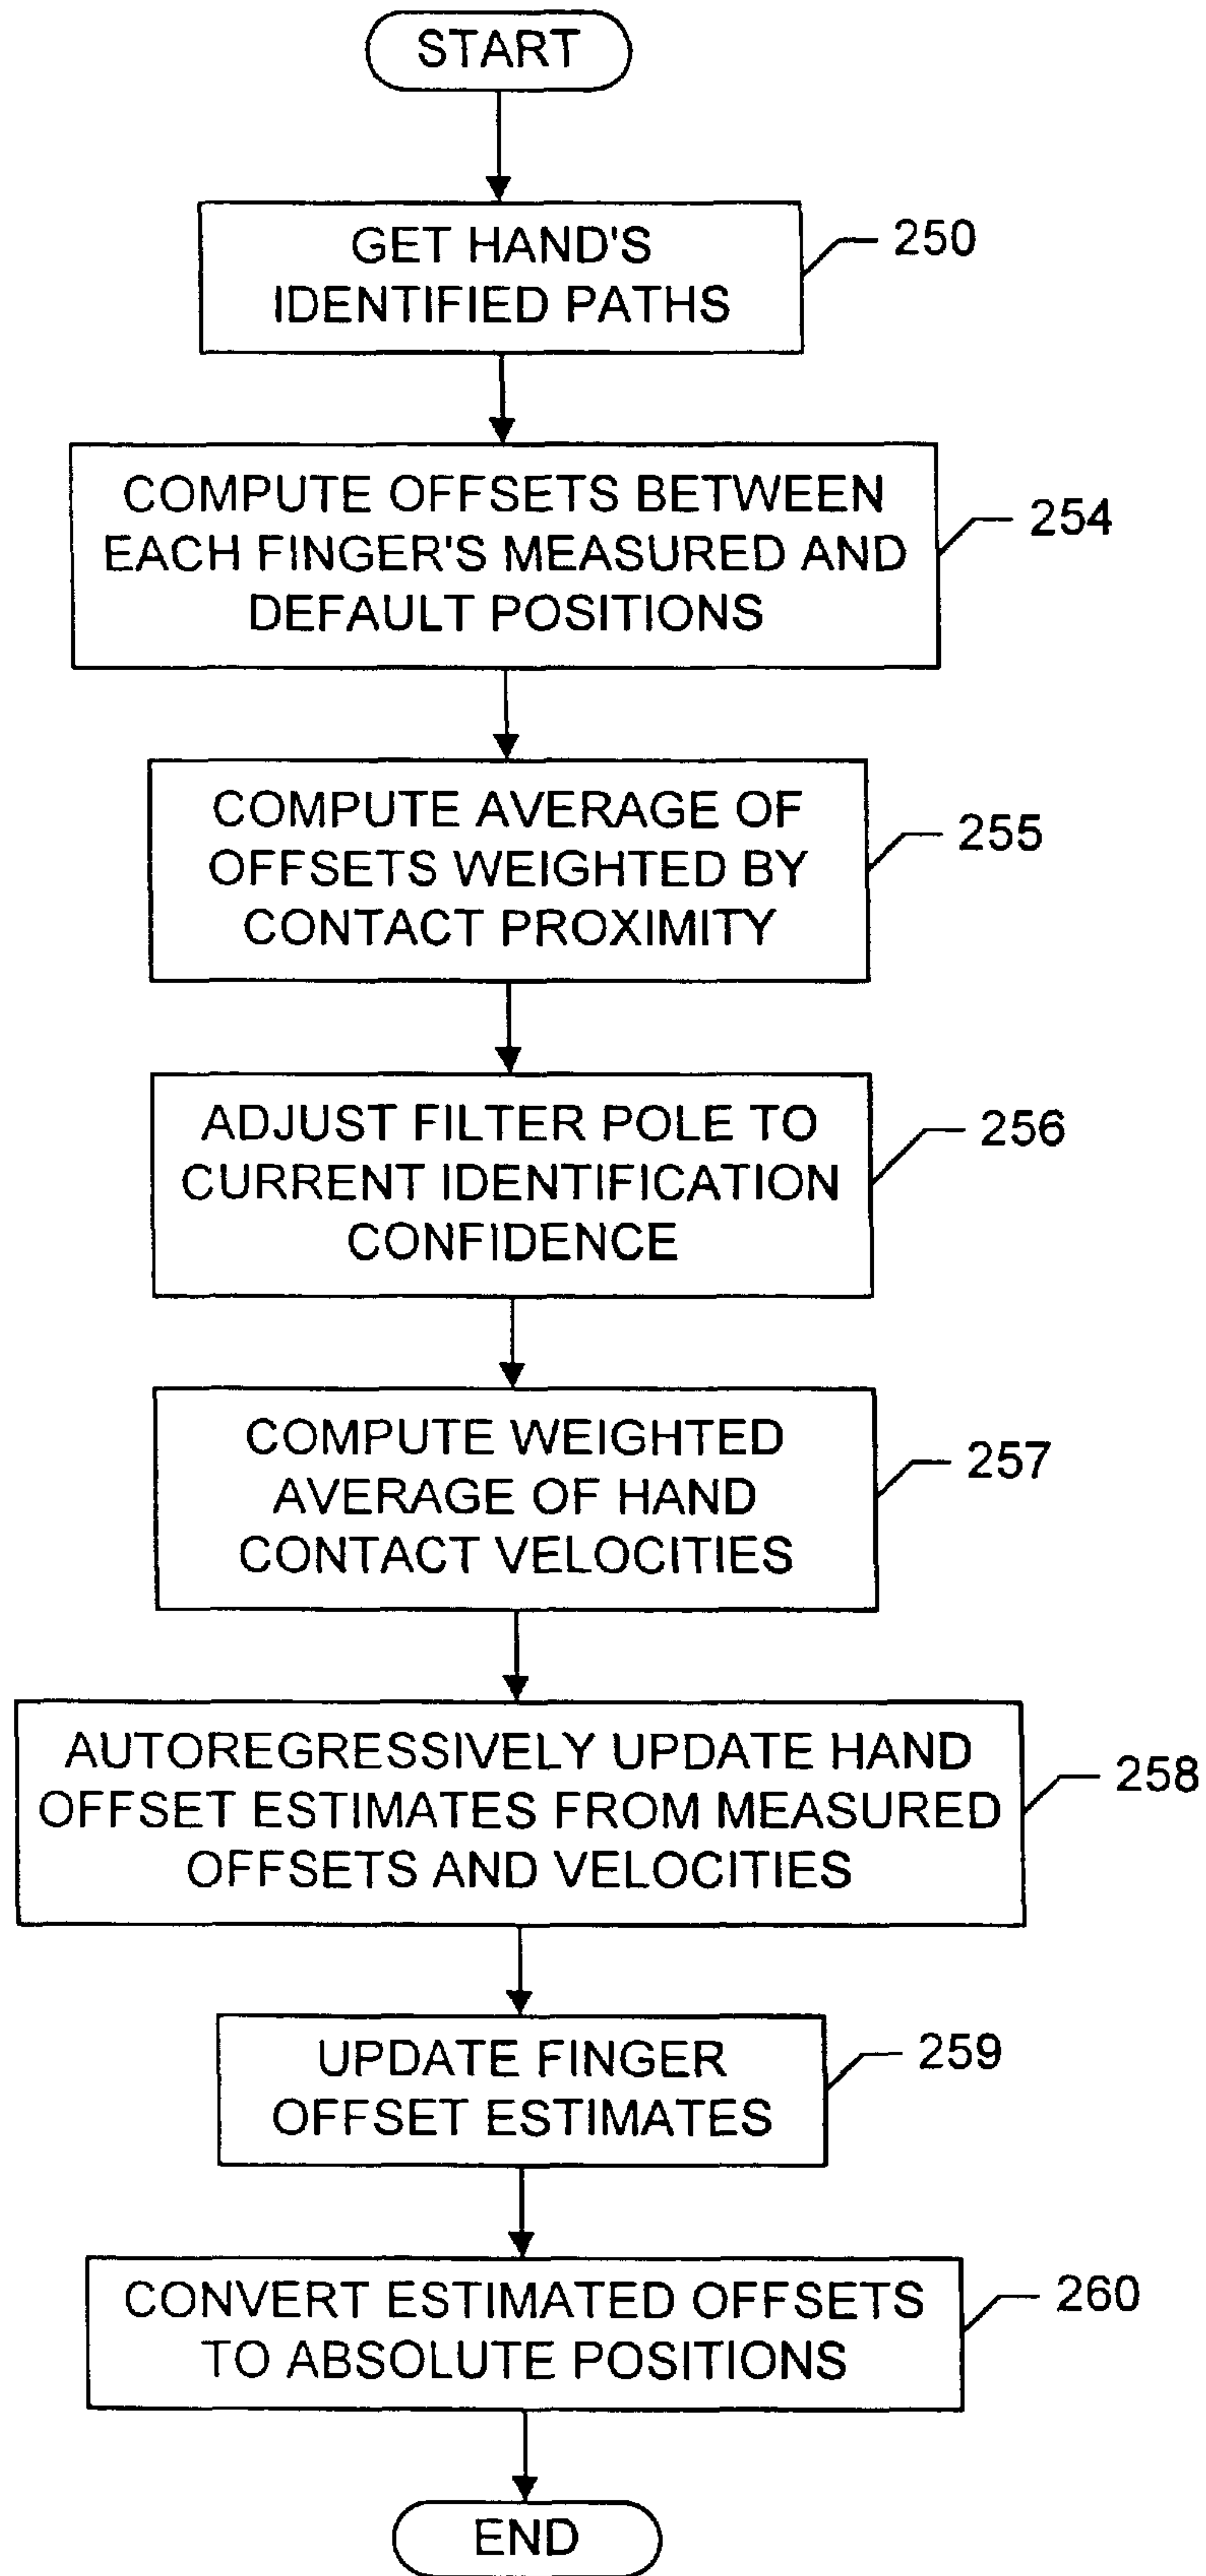 START
GET HAND'S
IDENTIFIED PATHS
250
COMPUTE OFFSETS BETWEEN
EACH FINGER'S MEASURED AND
DEFAULT POSITIONS
254
COMPUTE AVERAGE OF
OFFSETS WEIGHTED BY
CONTACT PROXIMITY
255
ADJUST FILTER POLE TO
CURRENT IDENTIFICATION
CONFIDENCE
256
COMPUTE WEIGHTED
AVERAGE OF HAND
CONTACT VELOCITIES
257
AUTOREGRESSIVELY UPDATE HAND
OFFSET ESTIMATES FROM MEASURED
OFFSETS AND VELOCITIES
258
UPDATE FINGER
OFFSET ESTIMATES
259
CONVERT ESTIMATED OFFSETS
TO ABSOLUTE POSITIONS
260
END